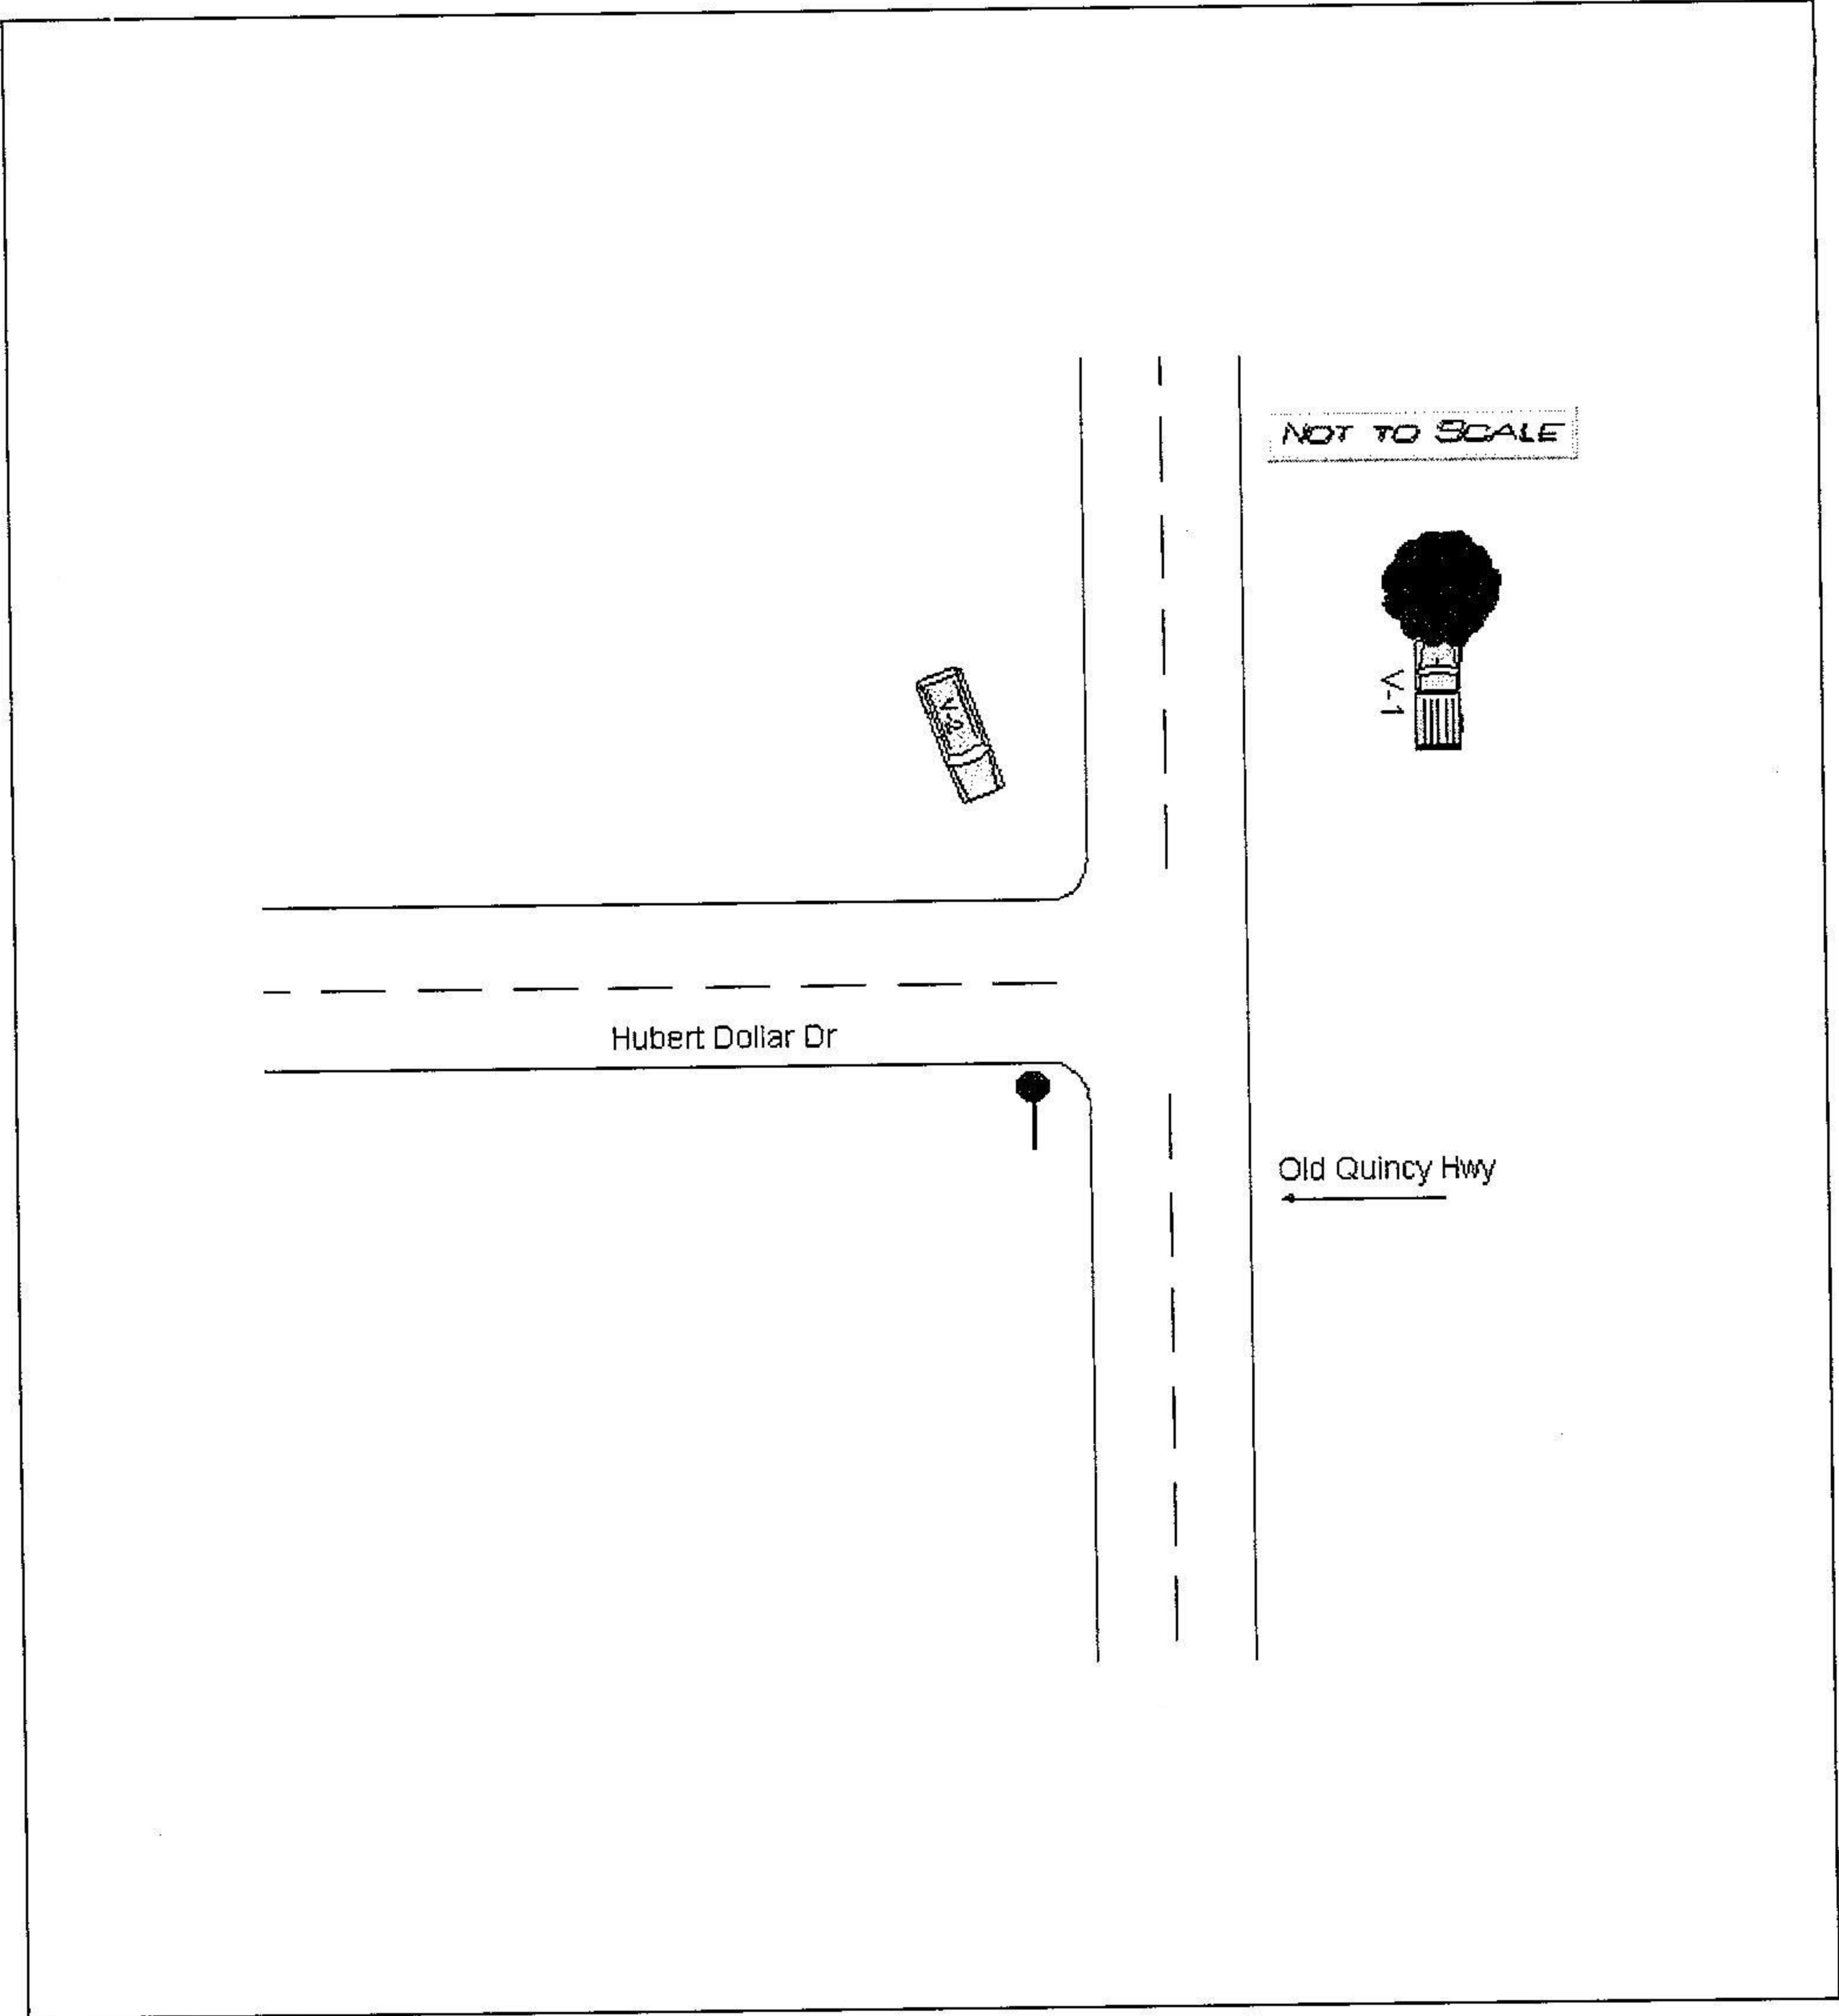 NOT TO SCALE
V-1
V-2
Hubert Dollar Dr
Old Quincy Hwy